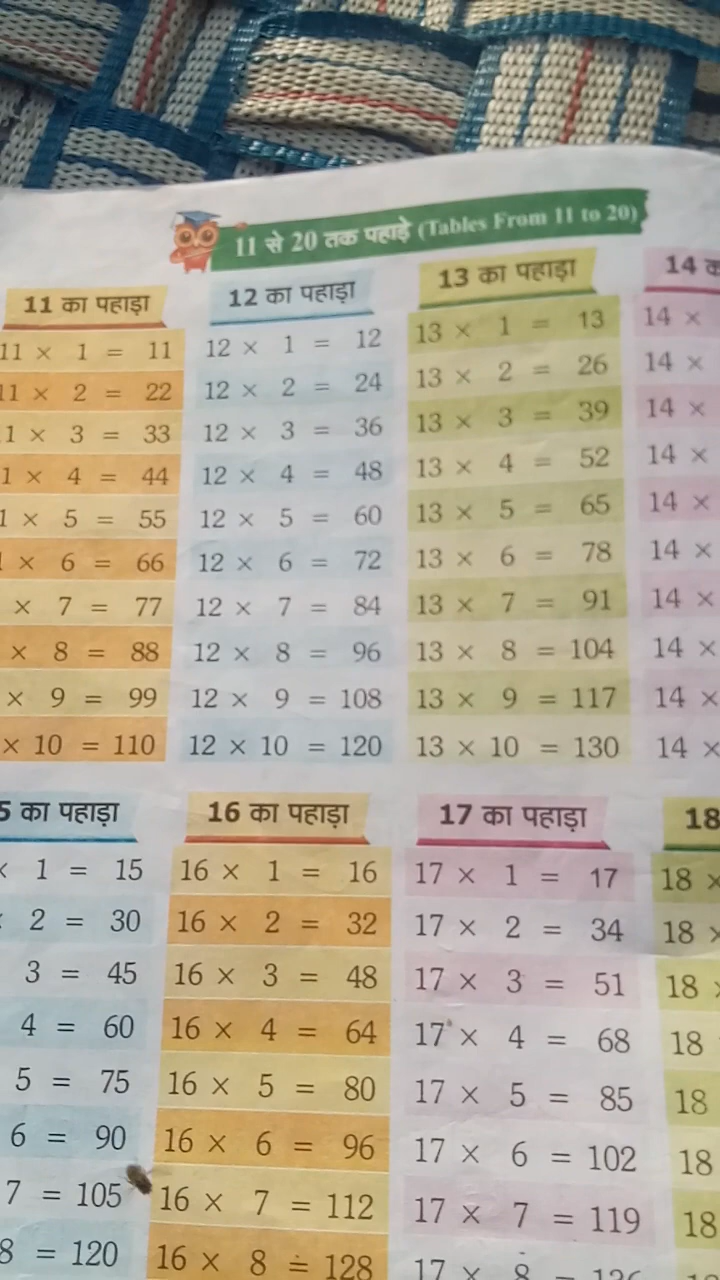 11 से 20 तक पहाड़े (Tables From 11 to 20)
11 का पहाड़ा
11 × 1 = 11
11 × 2 = 22
1 × 3 = 33
1 × 4 = 44
1 × 5 = 55
× 6 = 66
× 7 = 77
× 8 = 88
× 9 = 99
× 10 = 110
12 का पहाड़ा
12 × 1 = 12
12 × 2 = 24
12 × 3 = 36
12 × 4 = 48
12 × 5 = 60
12 × 6 = 72
12 × 7 = 84
12 × 8 = 96
12 × 9 = 108
12 × 10 = 120
13 का पहाड़ा
13 × 1 = 13
13 × 2 = 26
13 × 3 = 39
13 × 4 = 52
13 × 5 = 65
13 × 6 = 78
13 × 7 = 91
13 × 8 = 104
13 × 9 = 117
13 × 10 = 130
14
14 ×
14 ×
14 ×
14 ×
14 ×
14 ×
14 ×
14 ×
14 ×
14 ×
5 का पहाड़ा
× 1 = 15
2 = 30
3 = 45
4 = 60
5 = 75
6 = 90
7 = 105
8 = 120
16 का पहाड़ा
16 × 1 = 16
16 × 2 = 32
16 × 3 = 48
16 × 4 = 64
16 × 5 = 80
16 × 6 = 96
16 × 7 = 112
16 × 8 = 128
17 का पहाड़ा
17 × 1 = 17
17 × 2 = 34
17 × 3 = 51
17 × 4 = 68
17 × 5 = 85
17 × 6 = 102
17 × 7 = 119
17 × 8
18
18 ×
18 ×
18
18
18
18
18